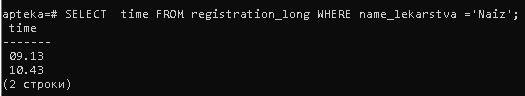 apteka=# SELECT  time FROM registration_long WHERE name_lekarstva ='Naiz';
time
-------
09.13
10.43
(2 строки)